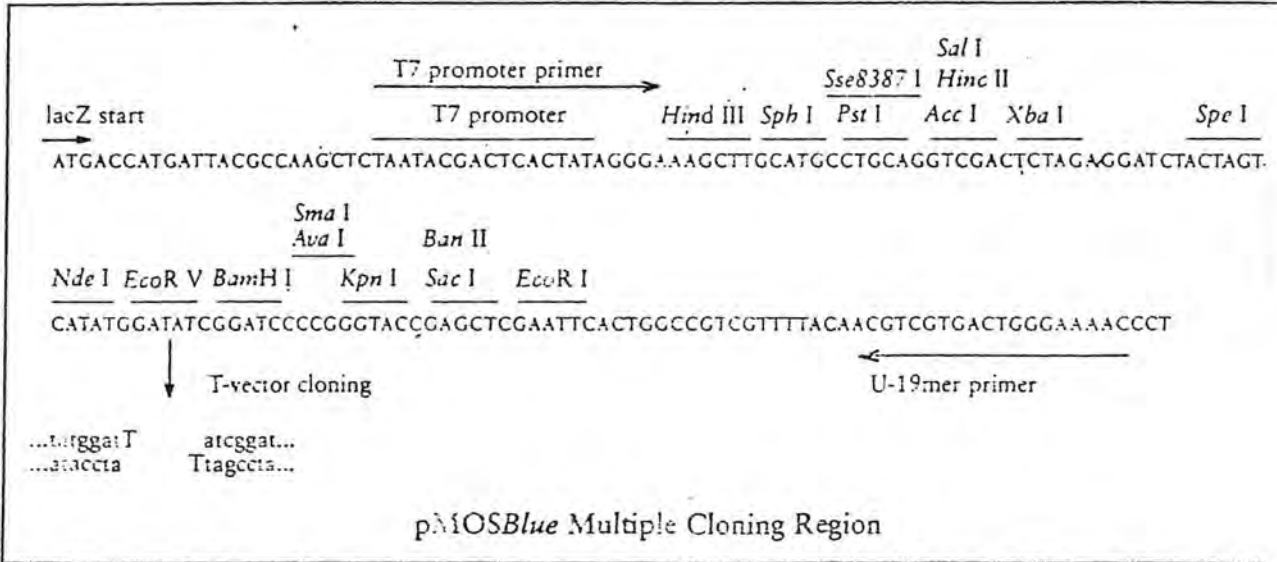 Sal I
T7 promoter primer
Sse8387 I Hinc II
lacZ start T7 promoter Hind III Sph I Pst I Acc I Xba I Spe I
ATGACCATGATTACGCCAAGCTCTAATACGACTCACTATAGGGAAAGCTTGCATGCCTGCAGGTCGACTCTAGAGGATCTACTAGT
Sma I
Ava I Ban II
Nde I EcoR V BamH I Kpn I Sac I EcoR I
CATATGGATATCGGATCCCCGGGTACCGAGCTCGAATTCACTGGCCGTCGTTTTACAACGTCGTGACTGGGAAAACCCT
T-vector cloning U-19mer primer
...tatggatT atcggat...
...ataccta Ttagccta...
pMOSBlue Multiple Cloning Region